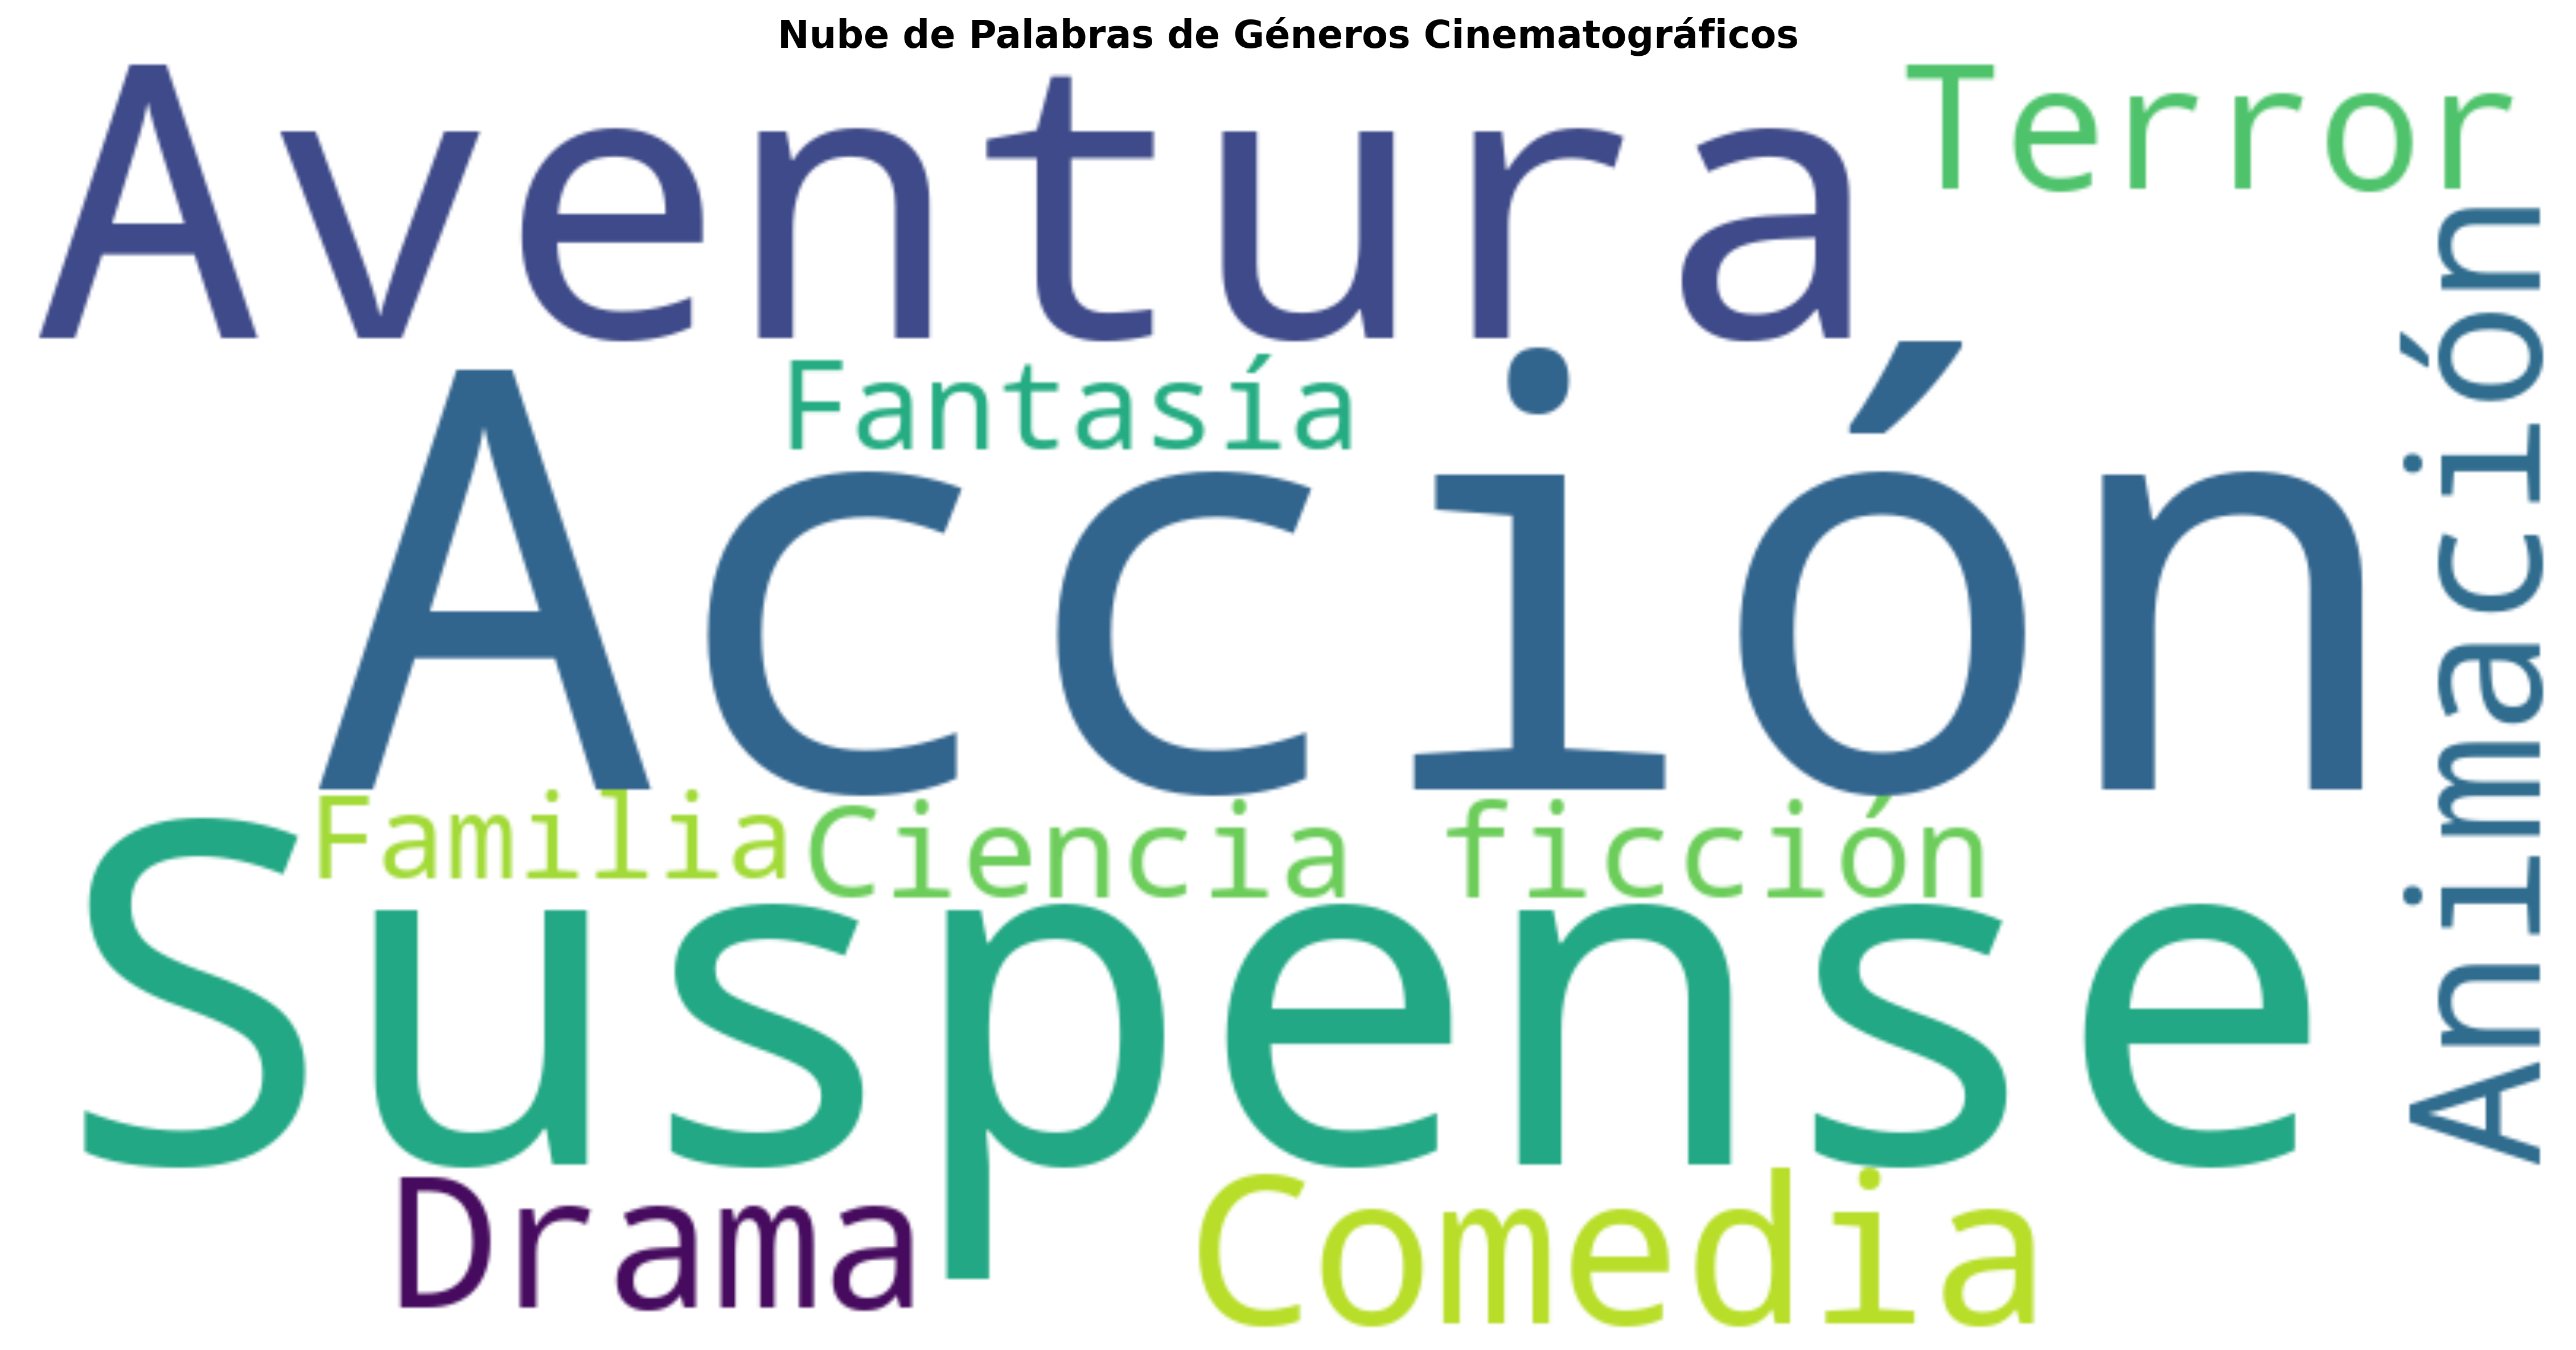 Nube de Palabras de Géneros Cinematográficos
Aventura
Terror
Fantasía
Acción
Animación
Familia
Ciencia ficción
Suspense
Drama
Comedia